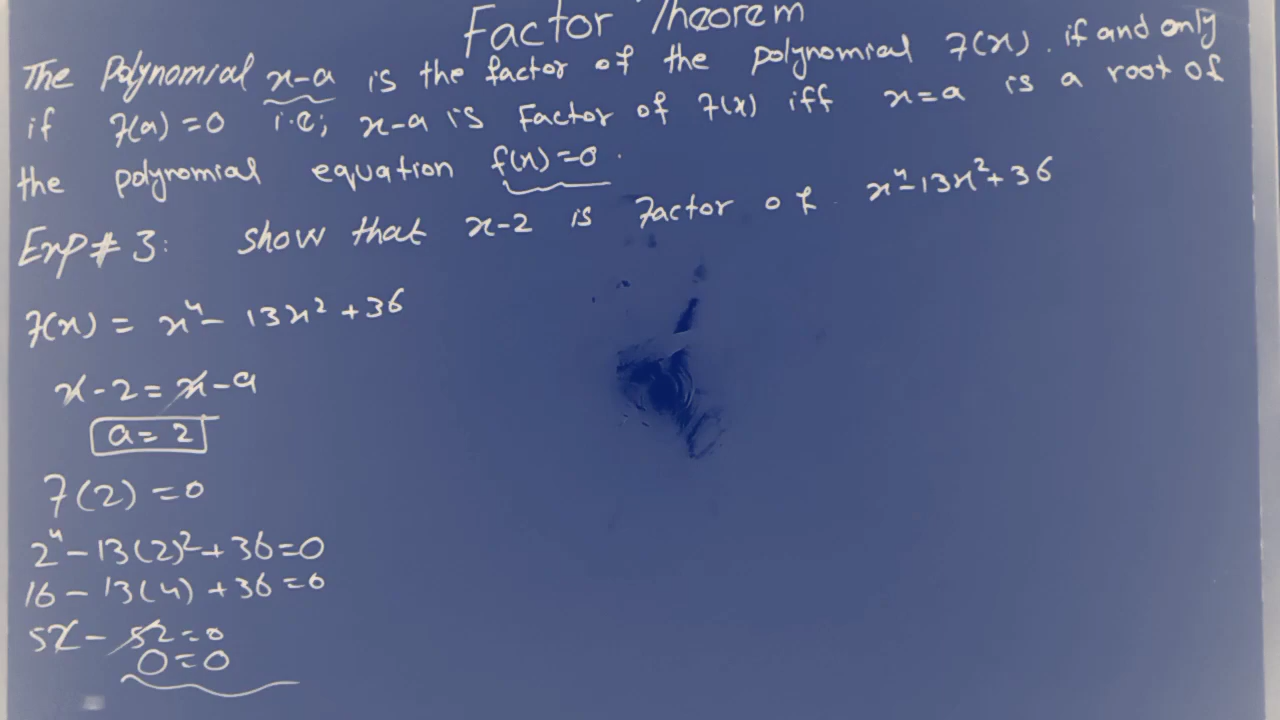 Factor Theorem
The Polynomial x-a is the factor of the polynomial f(x). if and only
if f(a) = 0 i.e; x-a is Factor of f(x) iff x=a is a root of
the polynomial equation f(x)=0.
Exp# 3: show that x-2 is Factor of x⁴-13x²+36
f(x) = x⁴ - 13x² + 36
x-2 = x-a
a = 2
f(2) = 0
2⁴ - 13(2)² + 36 = 0
16 - 13(4) + 36 = 0
52 - 52 = 0
0 = 0